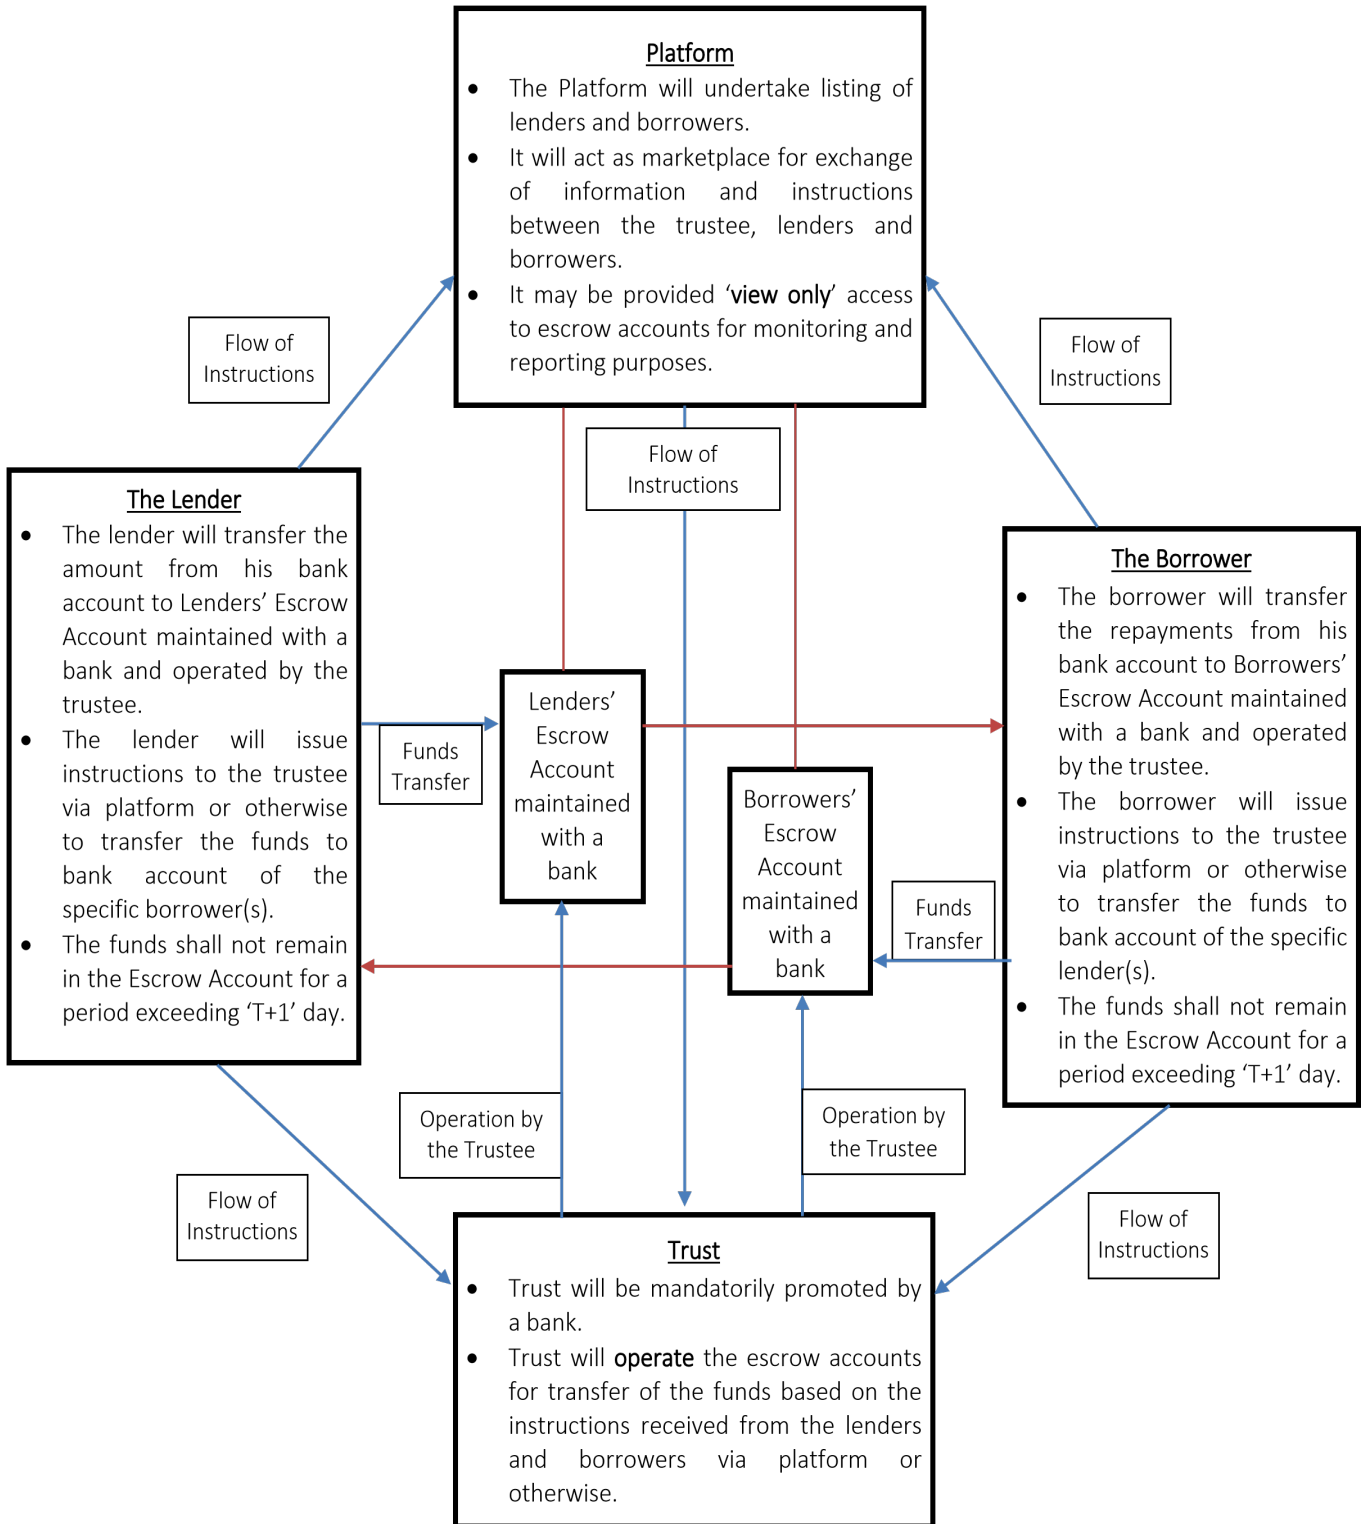 Platform
• The Platform will undertake listing of
lenders and borrowers.
• It will act as marketplace for exchange
of information and instructions
between the trustee, lenders and
borrowers.
• It may be provided ‘view only’ access
to escrow accounts for monitoring and
reporting purposes.
Flow of
Instructions
Flow of
Instructions
Flow of
Instructions
The Lender
• The lender will transfer the
amount from his bank
account to Lenders’ Escrow
Account maintained with a
bank and operated by the
trustee.
• The lender will issue
instructions to the trustee
via platform or otherwise
to transfer the funds to
bank account of the
specific borrower(s).
• The funds shall not remain
in the Escrow Account for a
period exceeding ‘T+1’ day.
Funds
Transfer
Lenders’
Escrow
Account
maintained
with a
bank
Borrowers’
Escrow
Account
maintained
with a
bank
Funds
Transfer
The Borrower
• The borrower will transfer
the repayments from his
bank account to Borrowers’
Escrow Account maintained
with a bank and operated
by the trustee.
• The borrower will issue
instructions to the trustee
via platform or otherwise
to transfer the funds to
bank account of the specific
lender(s).
• The funds shall not remain
in the Escrow Account for a
period exceeding ‘T+1’ day.
Operation by
the Trustee
Operation by
the Trustee
Flow of
Instructions
Flow of
Instructions
Trust
• Trust will be mandatorily promoted by
a bank.
• Trust will operate the escrow accounts
for transfer of the funds based on the
instructions received from the lenders
and borrowers via platform or
otherwise.